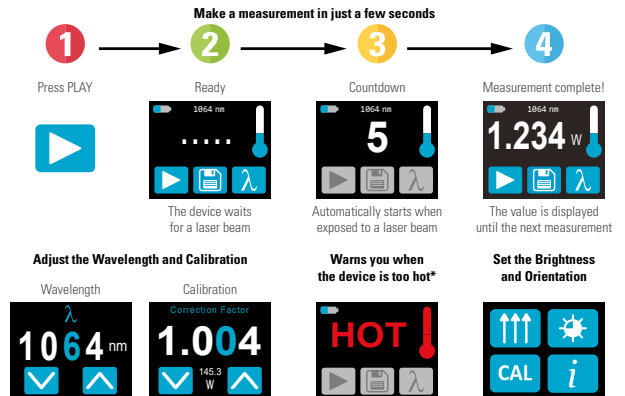 Make a measurement in just a few seconds
1
2
3
4
Press PLAY
Ready
Countdown
Measurement complete!
1064 nm
.....
λ
1064 nm
5
λ
1064 nm
1.234 W
λ
The device waits
for a laser beam
Automatically starts when
exposed to a laser beam
The value is displayed
until the next measurement
Adjust the Wavelength and Calibration
Warns you when
the device is too hot*
Set the Brightness
and Orientation
Wavelength
Calibration
λ
1064 nm
Correction Factor
1.004
145.3
W
HOT
λ
CAL
i